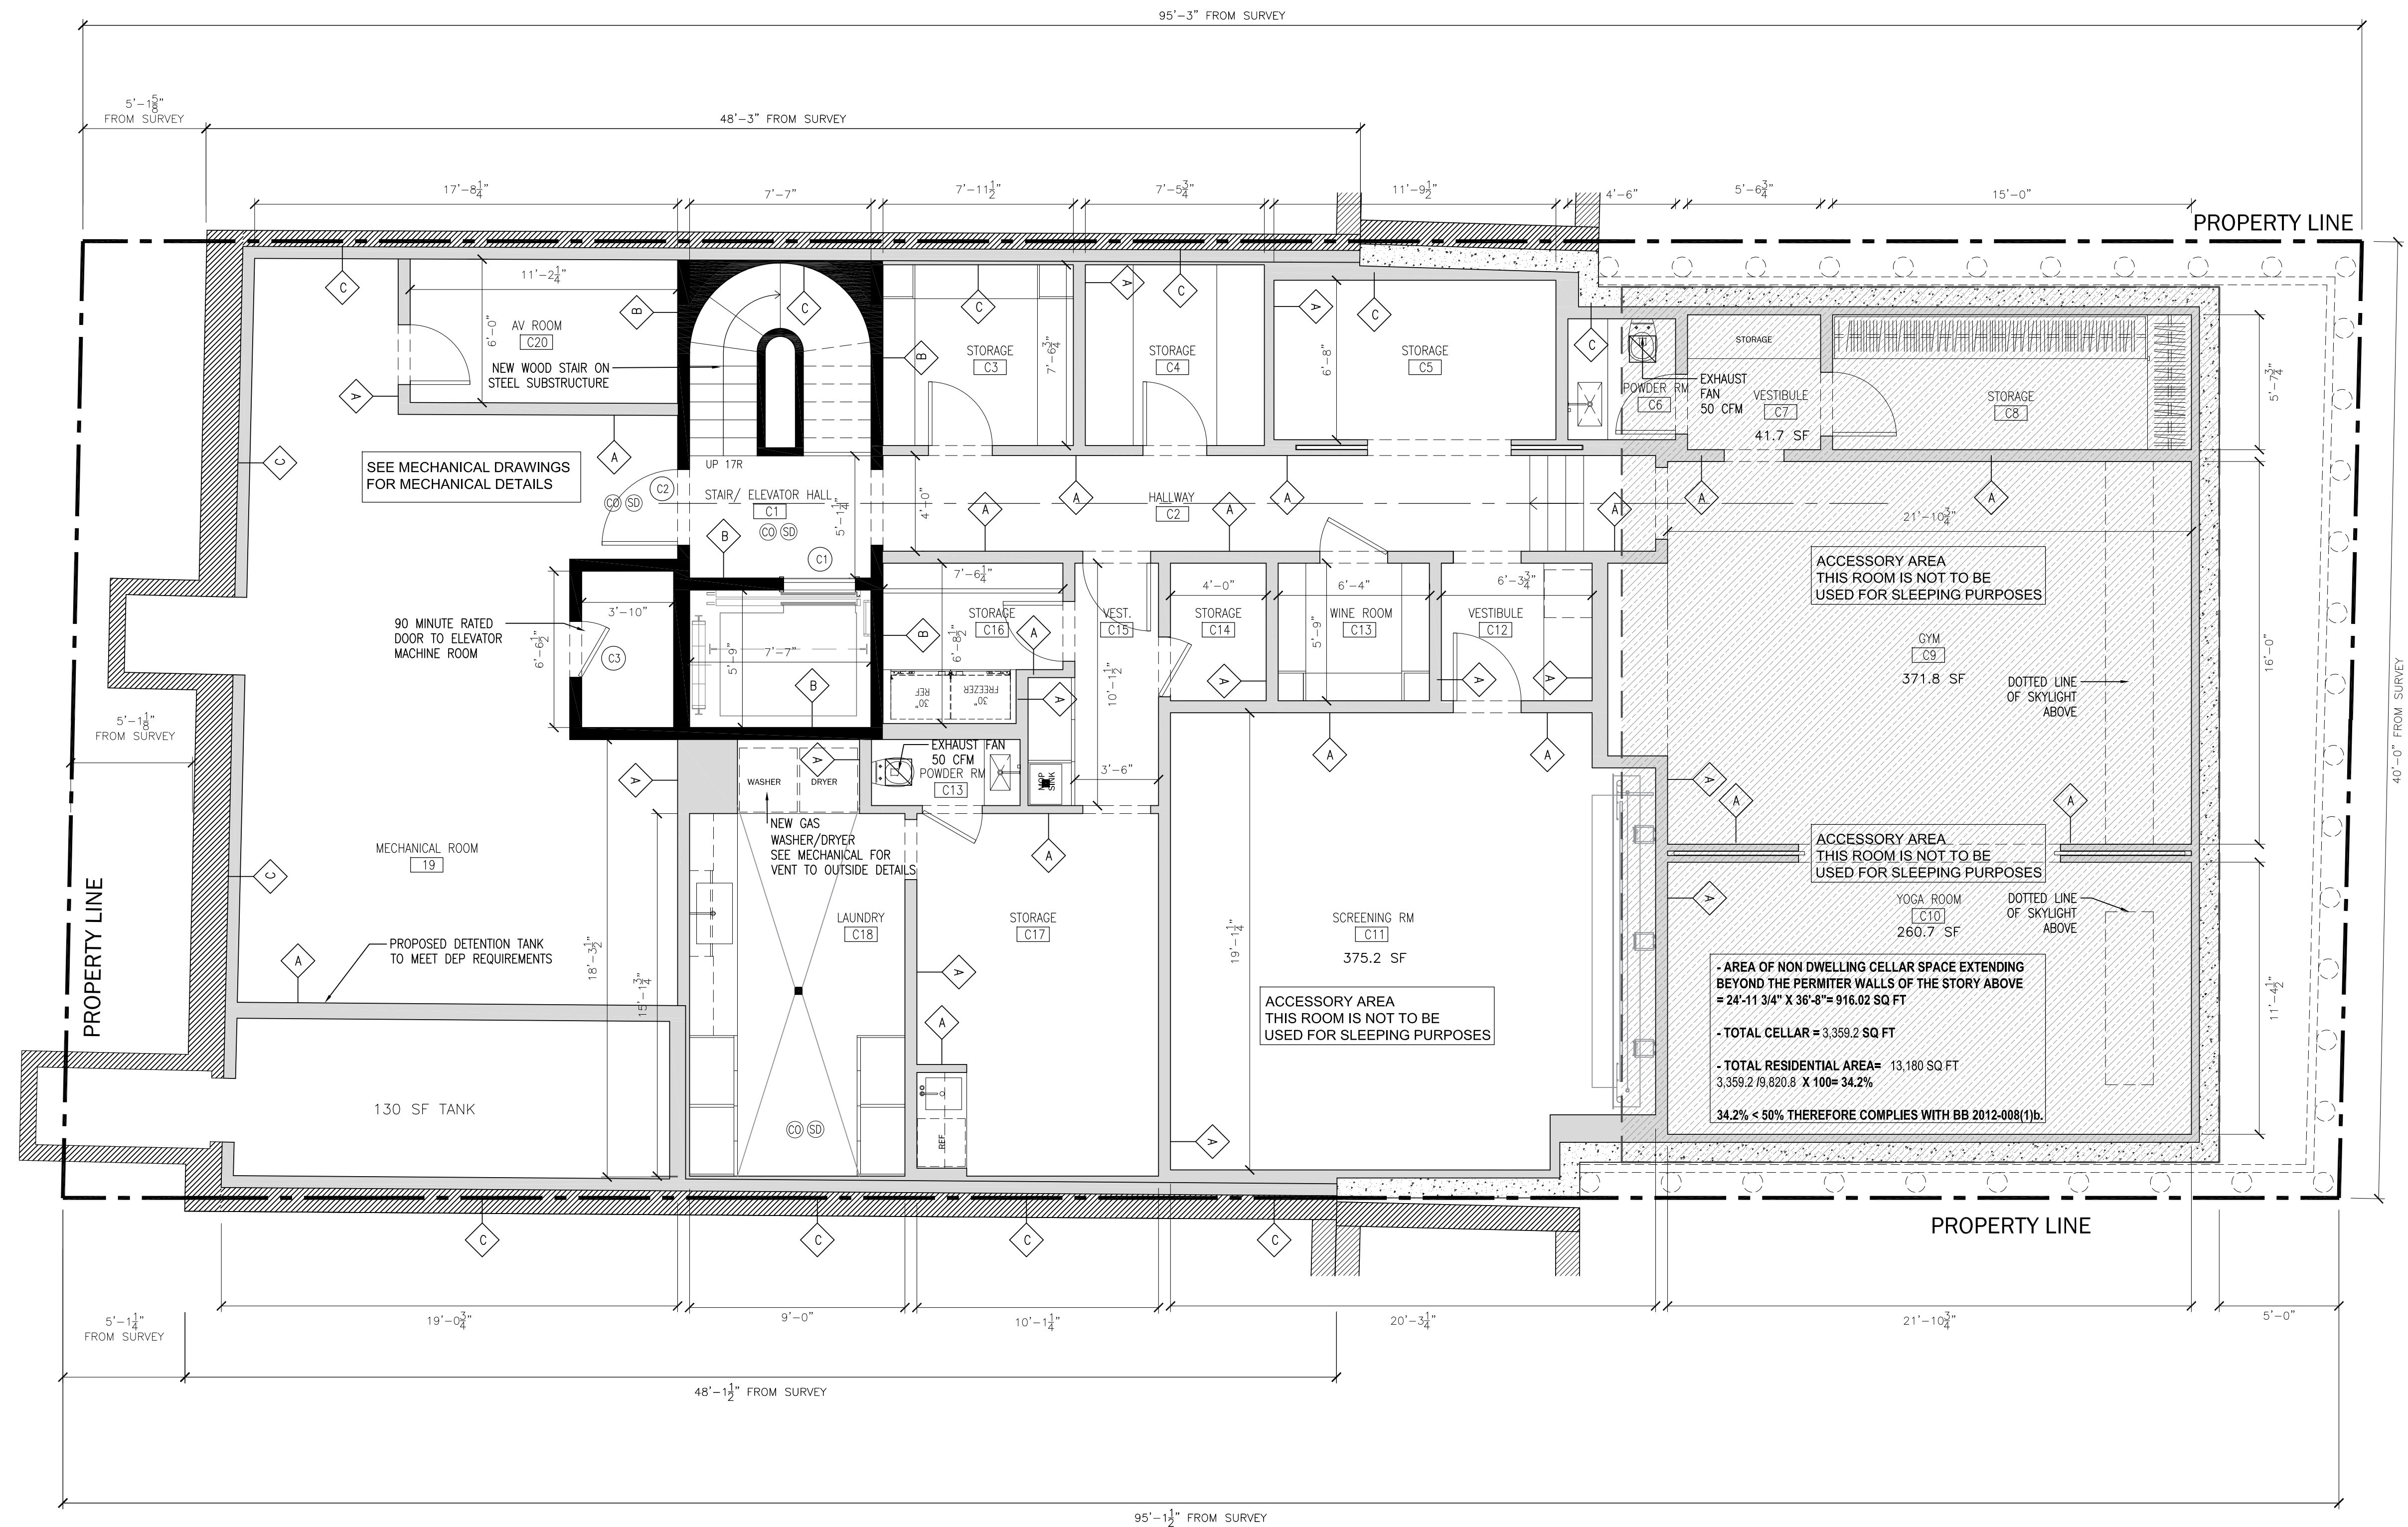 95'-3" FROM SURVEY
5'-1 5/8"
FROM SURVEY
48'-3" FROM SURVEY
17'-8 1/4"
7'-7"
7'-11 1/2"
7'-5 3/4"
11'-9 1/2"
4'-6"
5'-6 3/4"
15'-0"
PROPERTY LINE
C
11'-2 1/4"
6'-0"
AV ROOM
C20
B
NEW WOOD STAIR ON
STEEL SUBSTRUCTURE
A
A
C
C
B
C
STORAGE
C3
7'-6 3/4"
A
C
STORAGE
C4
A
C
6'-8"
STORAGE
C5
C
POWDER RM
C6
EXHAUST
FAN
50 CFM
STORAGE
VESTIBULE
C7
41.7 SF
STORAGE
C8
5'-7 3/4"
SEE MECHANICAL DRAWINGS
FOR MECHANICAL DETAILS
UP 17R
C2
CO SD
STAIR/ ELEVATOR HALL
C1
CO SD
B
C1
5'-1 1/4"
4'-0"
A
A
HALLWAY
C2
A
A
A
A
A
21'-10 3/4"
ACCESSORY AREA
THIS ROOM IS NOT TO BE
USED FOR SLEEPING PURPOSES
GYM
C9
371.8 SF
DOTTED LINE
OF SKYLIGHT
ABOVE
16'-0"
40'-0" FROM SURVEY
90 MINUTE RATED
DOOR TO ELEVATOR
MACHINE ROOM
3'-10"
6'-6 1/2"
C3
5'-9"
7'-7"
B
B
7'-6 1/4"
STORAGE
C16
6'-8 1/2"
A
30"
REF
30"
FREEZER
A
VEST.
C15
10'-1 1/2"
3'-6"
MOP
SINK
4'-0"
STORAGE
C14
A
6'-4"
WINE ROOM
C13
5'-9"
6'-3 3/4"
VESTIBULE
C12
A
A
A
A
5'-1 1/8"
FROM SURVEY
A
WASHER
DRYER
A
EXHAUST FAN
50 CFM
POWDER RM
C13
NEW GAS
WASHER/DRYER
SEE MECHANICAL FOR
VENT TO OUTSIDE DETAILS
A
A
A
A
ACCESSORY AREA
THIS ROOM IS NOT TO BE
USED FOR SLEEPING PURPOSES
MECHANICAL ROOM
19
C
PROPERTY LINE
PROPOSED DETENTION TANK
TO MEET DEP REQUIREMENTS
A
18'-3 1/2"
15'-1 3/4"
LAUNDRY
C18
STORAGE
C17
A
A
REF
CO SD
19'-1 1/4"
SCREENING RM
C11
375.2 SF
ACCESSORY AREA
THIS ROOM IS NOT TO BE
USED FOR SLEEPING PURPOSES
A
A
YOGA ROOM
C10
260.7 SF
DOTTED LINE
OF SKYLIGHT
ABOVE
- AREA OF NON DWELLING CELLAR SPACE EXTENDING
BEYOND THE PERMITER WALLS OF THE STORY ABOVE
= 24'-11 3/4" X 36'-8"= 916.02 SQ FT
- TOTAL CELLAR = 3,359.2 SQ FT
- TOTAL RESIDENTIAL AREA= 13,180 SQ FT
3,359.2 /9,820.8 X 100= 34.2%
34.2% < 50% THEREFORE COMPLIES WITH BB 2012-008(1)b.
11'-4 1/2"
130 SF TANK
C
C
C
C
PROPERTY LINE
5'-1 1/4"
FROM SURVEY
19'-0 3/4"
9'-0"
10'-1 1/4"
20'-3 1/4"
21'-10 3/4"
5'-0"
48'-1 1/2" FROM SURVEY
95'-1 1/2" FROM SURVEY